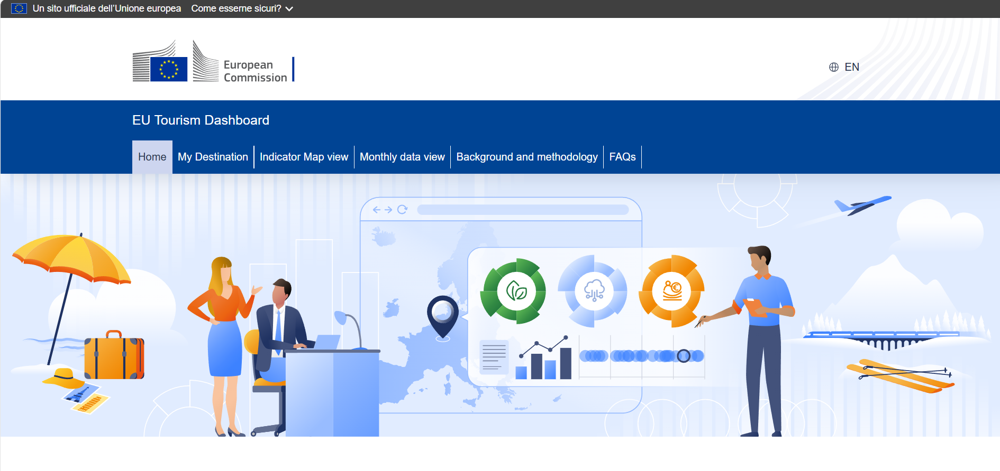 Un sito ufficiale dell'Unione europea Come esserne sicuri?
European
Commission
EN
EU Tourism Dashboard
Home My Destination Indicator Map view Monthly data view Background and methodology FAQs